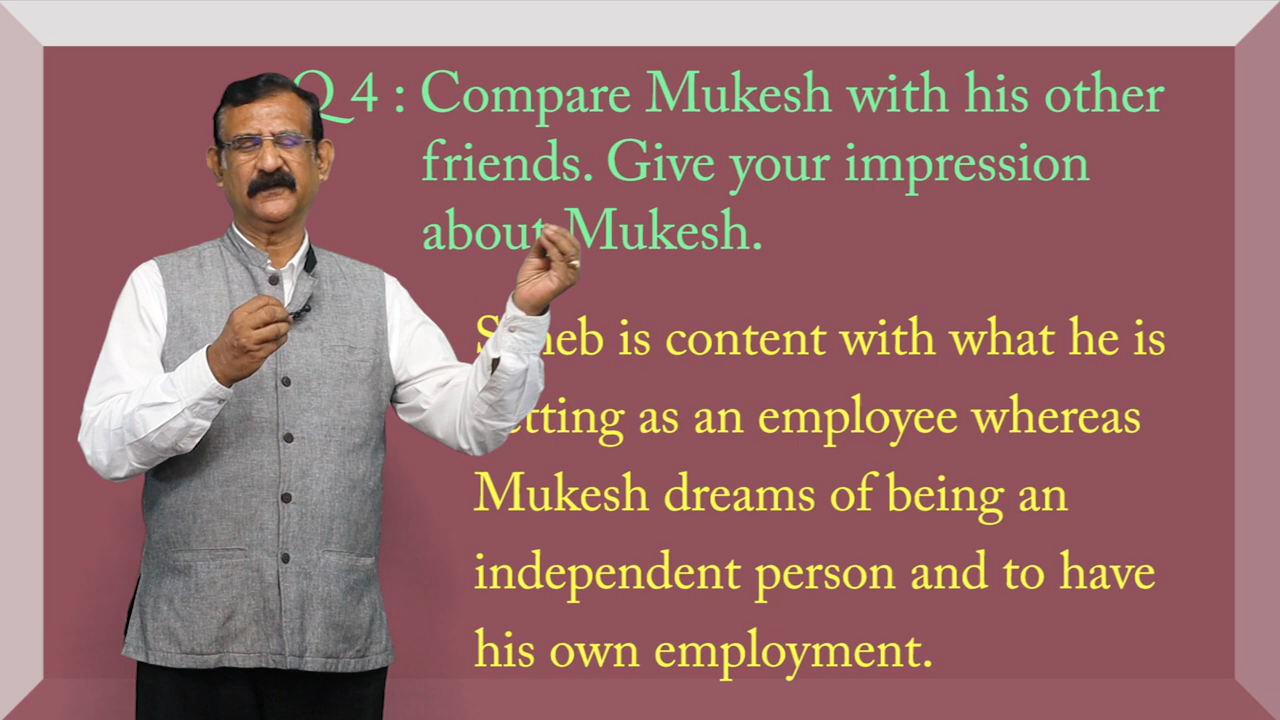 Q 4 : Compare Mukesh with his other
friends. Give your impression
about Mukesh.
is content with what he is
as an employee whereas
Mukesh dreams of being an
independent person and to have
his own employment.